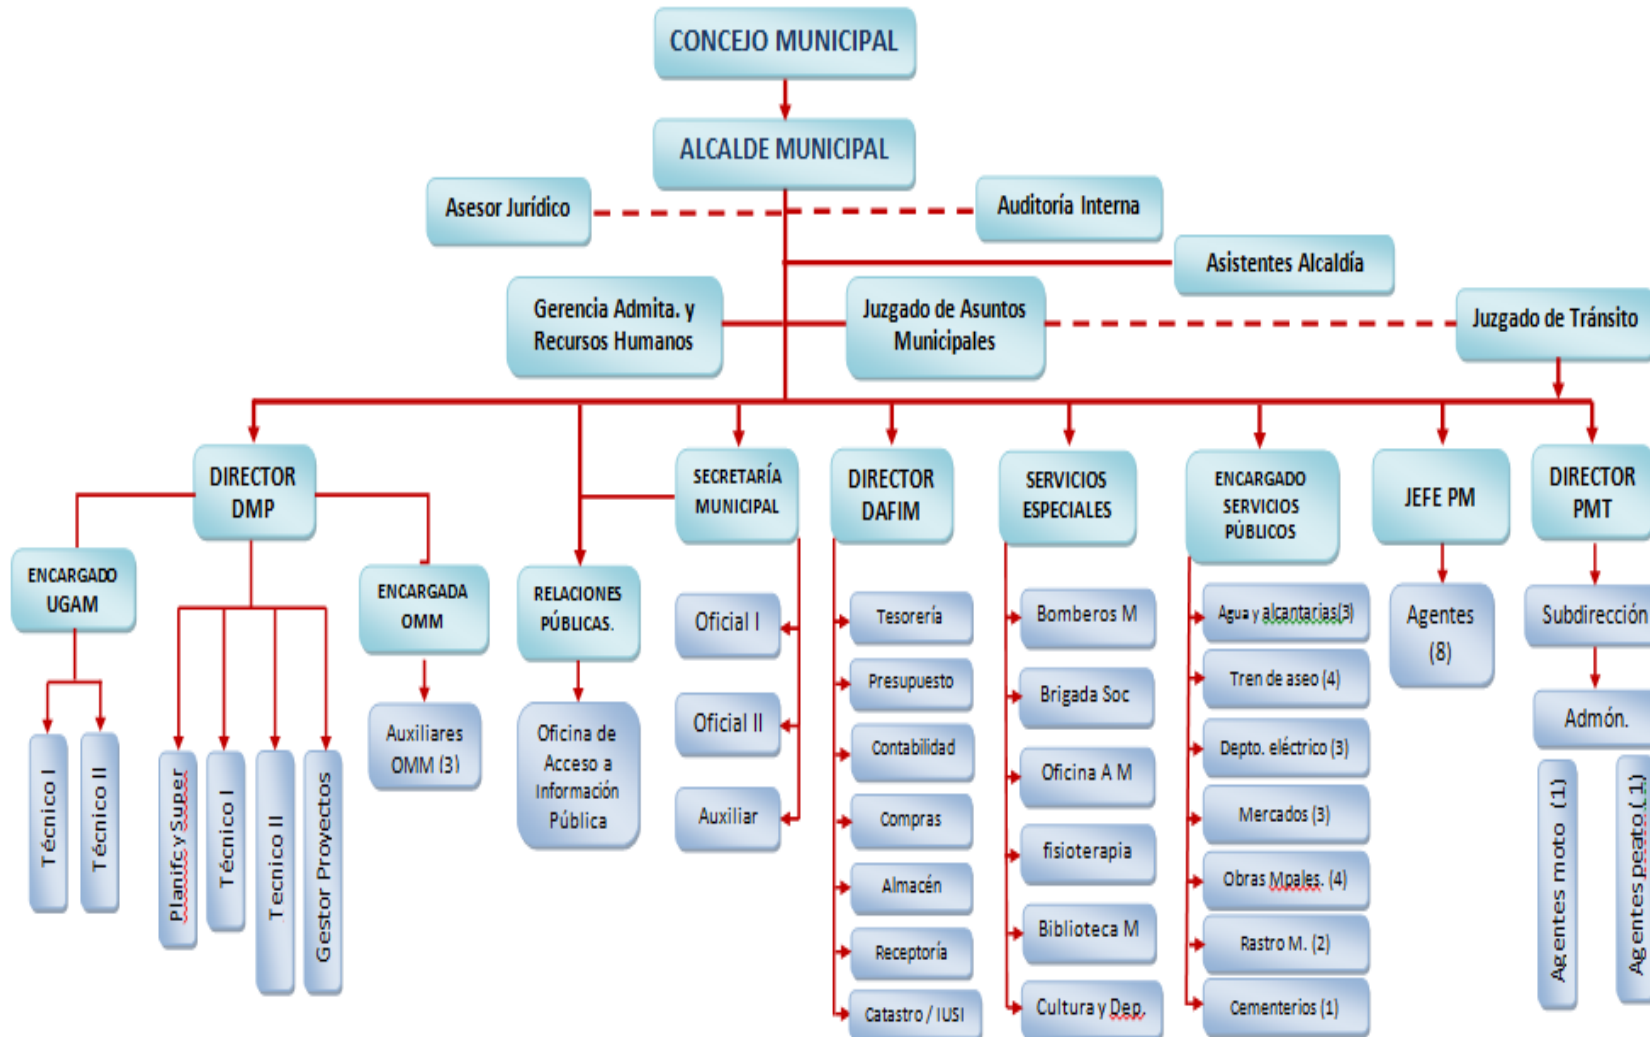 CONCEJO MUNICIPAL
ALCALDE MUNICIPAL
Asesor Jurídico
Auditoría Interna
Asistentes Alcaldía
Gerencia Admita. y
Recursos Humanos
Juzgado de Asuntos
Municipales
Juzgado de Tránsito
DIRECTOR
DMP
SECRETARÍA
MUNICIPAL
DIRECTOR
DAFIM
SERVICIOS
ESPECIALES
ENCARGADO
SERVICIOS
PÚBLICOS
JEFE PM
DIRECTOR
PMT
ENCARGADO
UGAM
ENCARGADA
OMM
RELACIONES
PÚBLICAS.
Técnico I
Técnico II
Planifc y Super
Técnico I
Tecnico II
Gestor Proyectos
Auxiliares
OMM (3)
Oficina de
Acceso a
Información
Pública
Oficial I
Oficial II
Auxiliar
Tesorería
Presupuesto
Contabilidad
Compras
Almacén
Receptoría
Catastro / IUSI
Bomberos M
Brigada Soc
Oficina A M
fisioterapia
Biblioteca M
Cultura y Dep.
Agua y alcantarias(3)
Tren de aseo (4)
Depto. eléctrico (3)
Mercados (3)
Obras Mpales. (4)
Rastro M. (2)
Cementerios (1)
Agentes
(8)
Subdirección
Admón.
Agentes moto (1)
Agentes peato( 1)